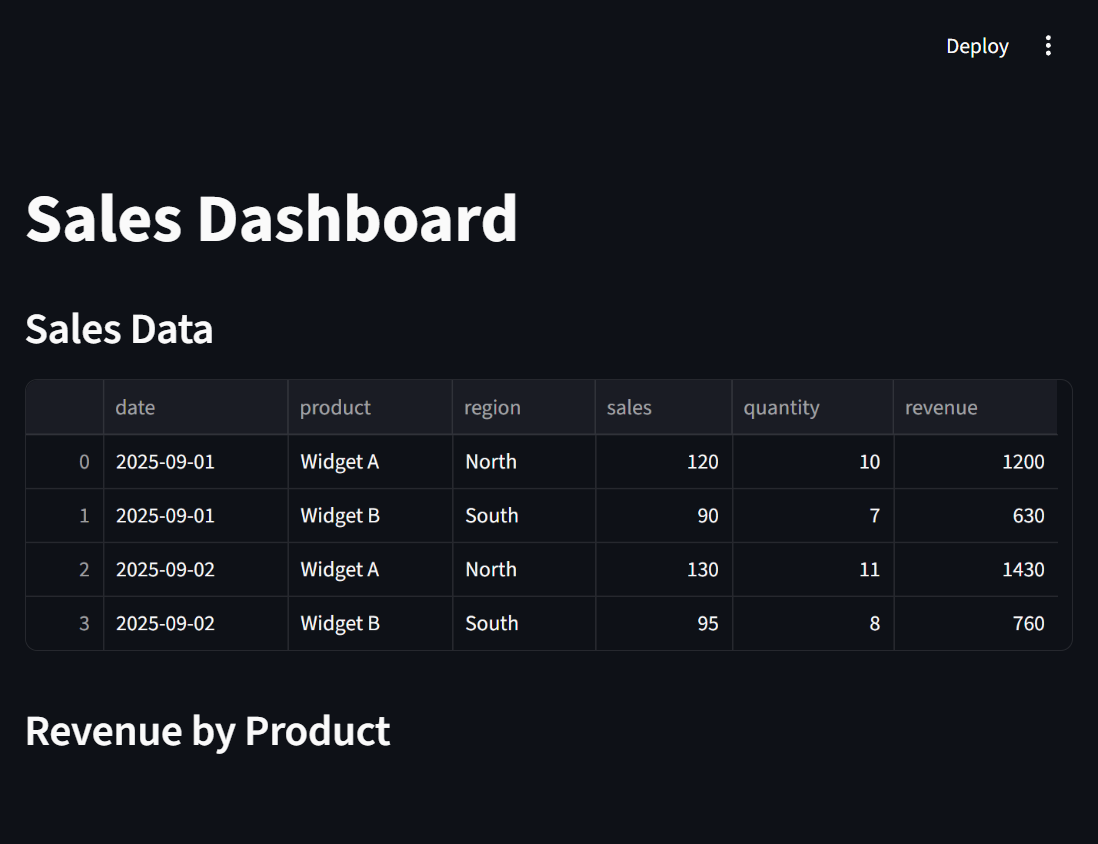 Deploy
Sales Dashboard
Sales Data
date product region sales quantity revenue
0 2025-09-01 Widget A North 120 10 1200
1 2025-09-01 Widget B South 90 7 630
2 2025-09-02 Widget A North 130 11 1430
3 2025-09-02 Widget B South 95 8 760
Revenue by Product